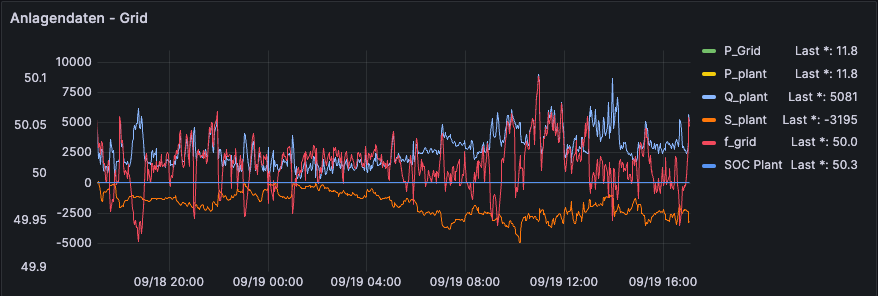 Anlagendaten - Grid
10000
50.1
7500
50.05
5000
2500
50
0
49.95
-2500
-5000
49.9
09/18 20:00
09/19 00:00
09/19 04:00
09/19 08:00
09/19 12:00
09/19 16:00
P_Grid Last *: 11.8
P_plant Last *: 11.8
Q_plant Last *: 5081
S_plant Last *: -3195
f_grid Last *: 50.0
SOC Plant Last *: 50.3